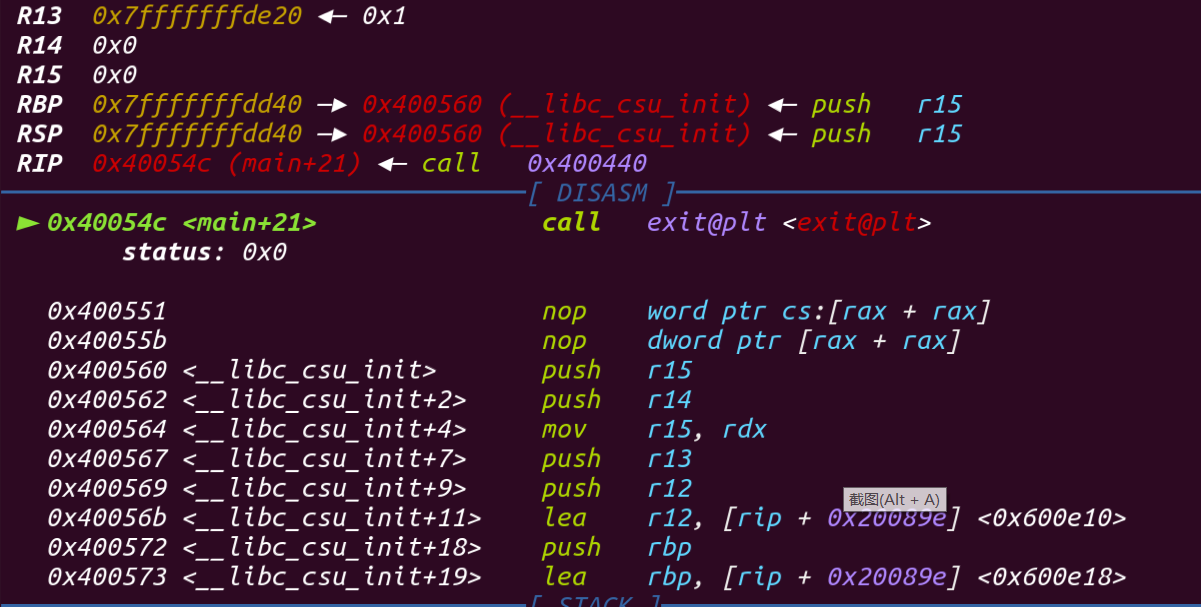 R13 0x7fffffffde20 ◂— 0x1
R14 0x0
R15 0x0
RBP 0x7fffffffdd40 —▸ 0x400560 (__libc_csu_init) ◂— push r15
RSP 0x7fffffffdd40 —▸ 0x400560 (__libc_csu_init) ◂— push r15
RIP 0x40054c (main+21) ◂— call 0x400440
[ DISASM ]
► 0x40054c <main+21> call exit@plt <exit@plt>
status: 0x0
0x400551 nop word ptr cs:[rax + rax]
0x40055b nop dword ptr [rax + rax]
0x400560 <__libc_csu_init> push r15
0x400562 <__libc_csu_init+2> push r14
0x400564 <__libc_csu_init+4> mov r15, rdx
0x400567 <__libc_csu_init+7> push r13
0x400569 <__libc_csu_init+9> push r12
截图(Alt + A)
0x40056b <__libc_csu_init+11> lea r12, [rip + 0x20089e] <0x600e10>
0x400572 <__libc_csu_init+18> push rbp
0x400573 <__libc_csu_init+19> lea rbp, [rip + 0x20089e] <0x600e18>
[ STACK ]